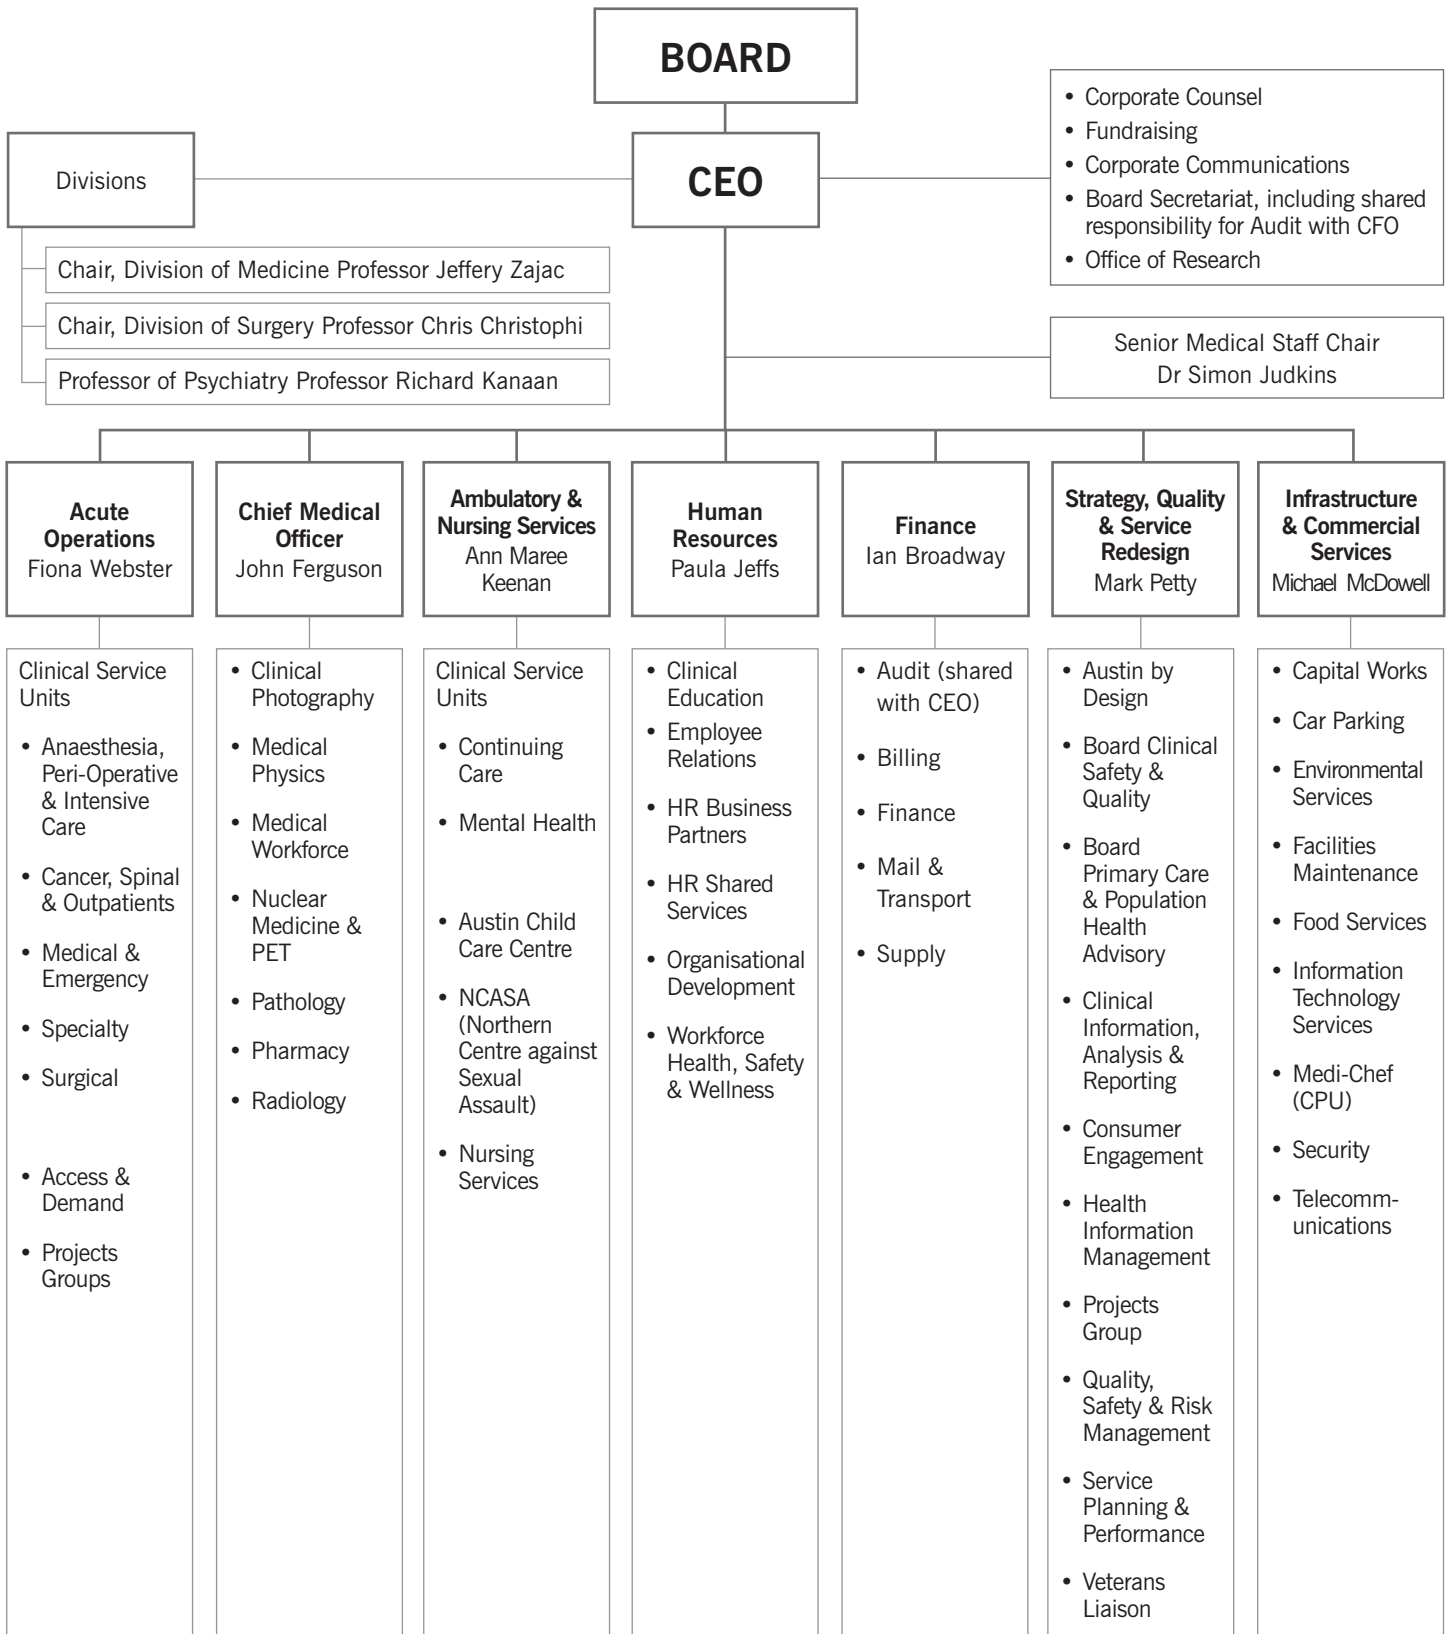 BOARD
CEO
Divisions
Chair, Division of Medicine Professor Jeffery Zajac
Chair, Division of Surgery Professor Chris Christophi
Professor of Psychiatry Professor Richard Kanaan
• Corporate Counsel
• Fundraising
• Corporate Communications
• Board Secretariat, including shared
responsibility for Audit with CFO
• Office of Research
Senior Medical Staff Chair
Dr Simon Judkins
Acute
Operations
Fiona Webster
Clinical Service
Units
• Anaesthesia,
Peri-Operative
& Intensive
Care
• Cancer, Spinal
& Outpatients
• Medical &
Emergency
• Specialty
• Surgical
• Access &
Demand
• Projects
Groups
Chief Medical
Officer
John Ferguson
• Clinical
Photography
• Medical
Physics
• Medical
Workforce
• Nuclear
Medicine &
PET
• Pathology
• Pharmacy
• Radiology
Ambulatory &
Nursing Services
Ann Maree
Keenan
Clinical Service
Units
• Continuing
Care
• Mental Health
• Austin Child
Care Centre
• NCASA
(Northern
Centre against
Sexual
Assault)
• Nursing
Services
Human
Resources
Paula Jeffs
• Clinical
Education
• Employee
Relations
• HR Business
Partners
• HR Shared
Services
• Organisational
Development
• Workforce
Health, Safety
& Wellness
Finance
Ian Broadway
• Audit (shared
with CEO)
• Billing
• Finance
• Mail &
Transport
• Supply
Strategy, Quality
& Service
Redesign
Mark Petty
• Austin by
Design
• Board Clinical
Safety &
Quality
• Board
Primary Care
& Population
Health
Advisory
• Clinical
Information,
Analysis &
Reporting
• Consumer
Engagement
• Health
Information
Management
• Projects
Group
• Quality,
Safety & Risk
Management
• Service
Planning &
Performance
• Veterans
Liaison
Infrastructure
& Commercial
Services
Michael McDowell
• Capital Works
• Car Parking
• Environmental
Services
• Facilities
Maintenance
• Food Services
• Information
Technology
Services
• Medi-Chef
(CPU)
• Security
• Telecomm-
unications